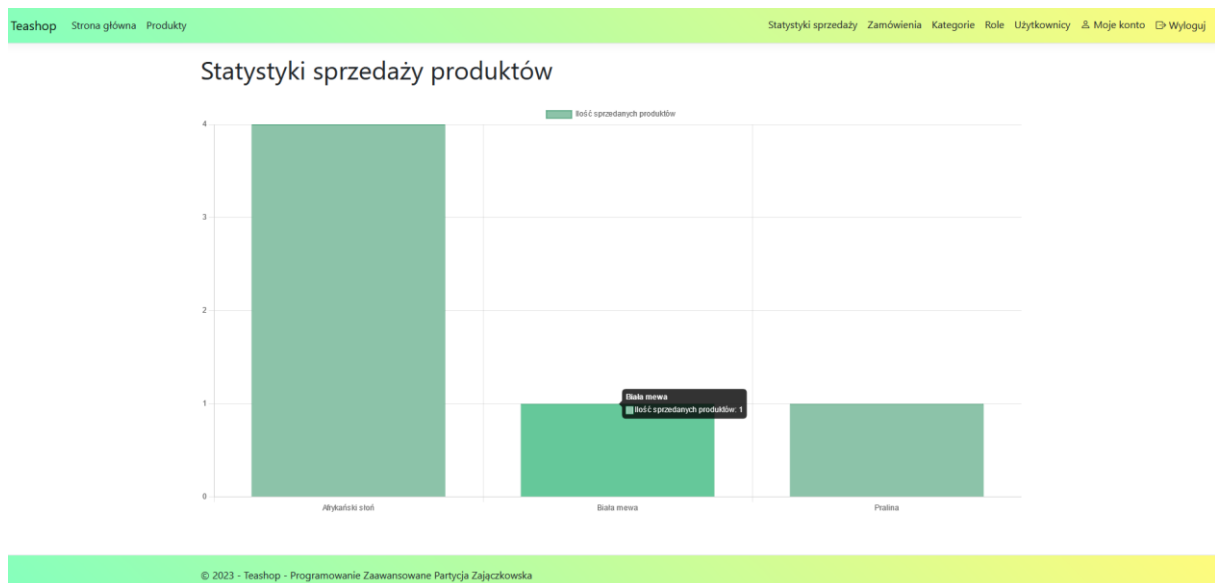 Teashop Strona główna Produkty Statystyki sprzedaży Zamówienia Kategorie Role Użytkownicy Moje konto Wyloguj
Statystyki sprzedaży produktów
Ilość sprzedanych produktów
4
3
2
1
0
Biała mewa
Ilość sprzedanych produktów: 1
Afrykański słoń Biała mewa Pralina
© 2023 - Teashop - Programowanie Zaawansowane Partycja Zajączkowska